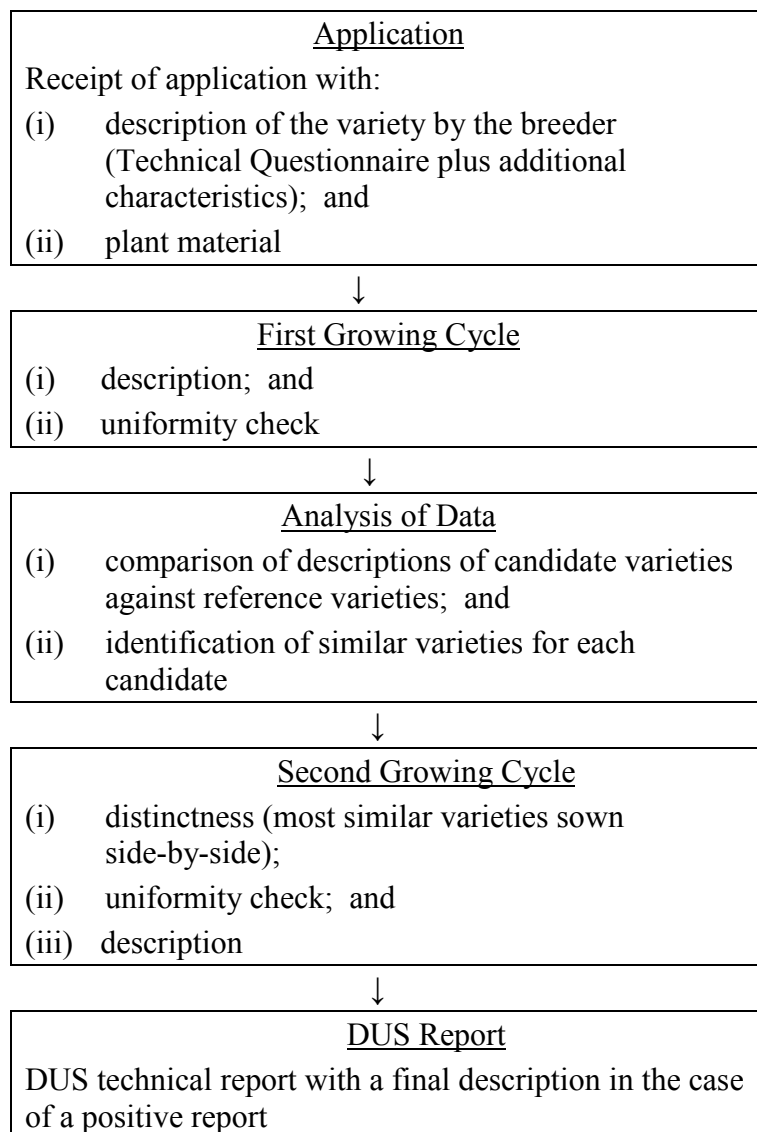 Application
Receipt of application with:
(i) description of the variety by the breeder
(Technical Questionnaire plus additional
characteristics); and
(ii) plant material
↓
First Growing Cycle
(i) description; and
(ii) uniformity check
↓
Analysis of Data
(i) comparison of descriptions of candidate varieties
against reference varieties; and
(ii) identification of similar varieties for each
candidate
↓
Second Growing Cycle
(i) distinctness (most similar varieties sown
side-by-side);
(ii) uniformity check; and
(iii) description
↓
DUS Report
DUS technical report with a final description in the case
of a positive report